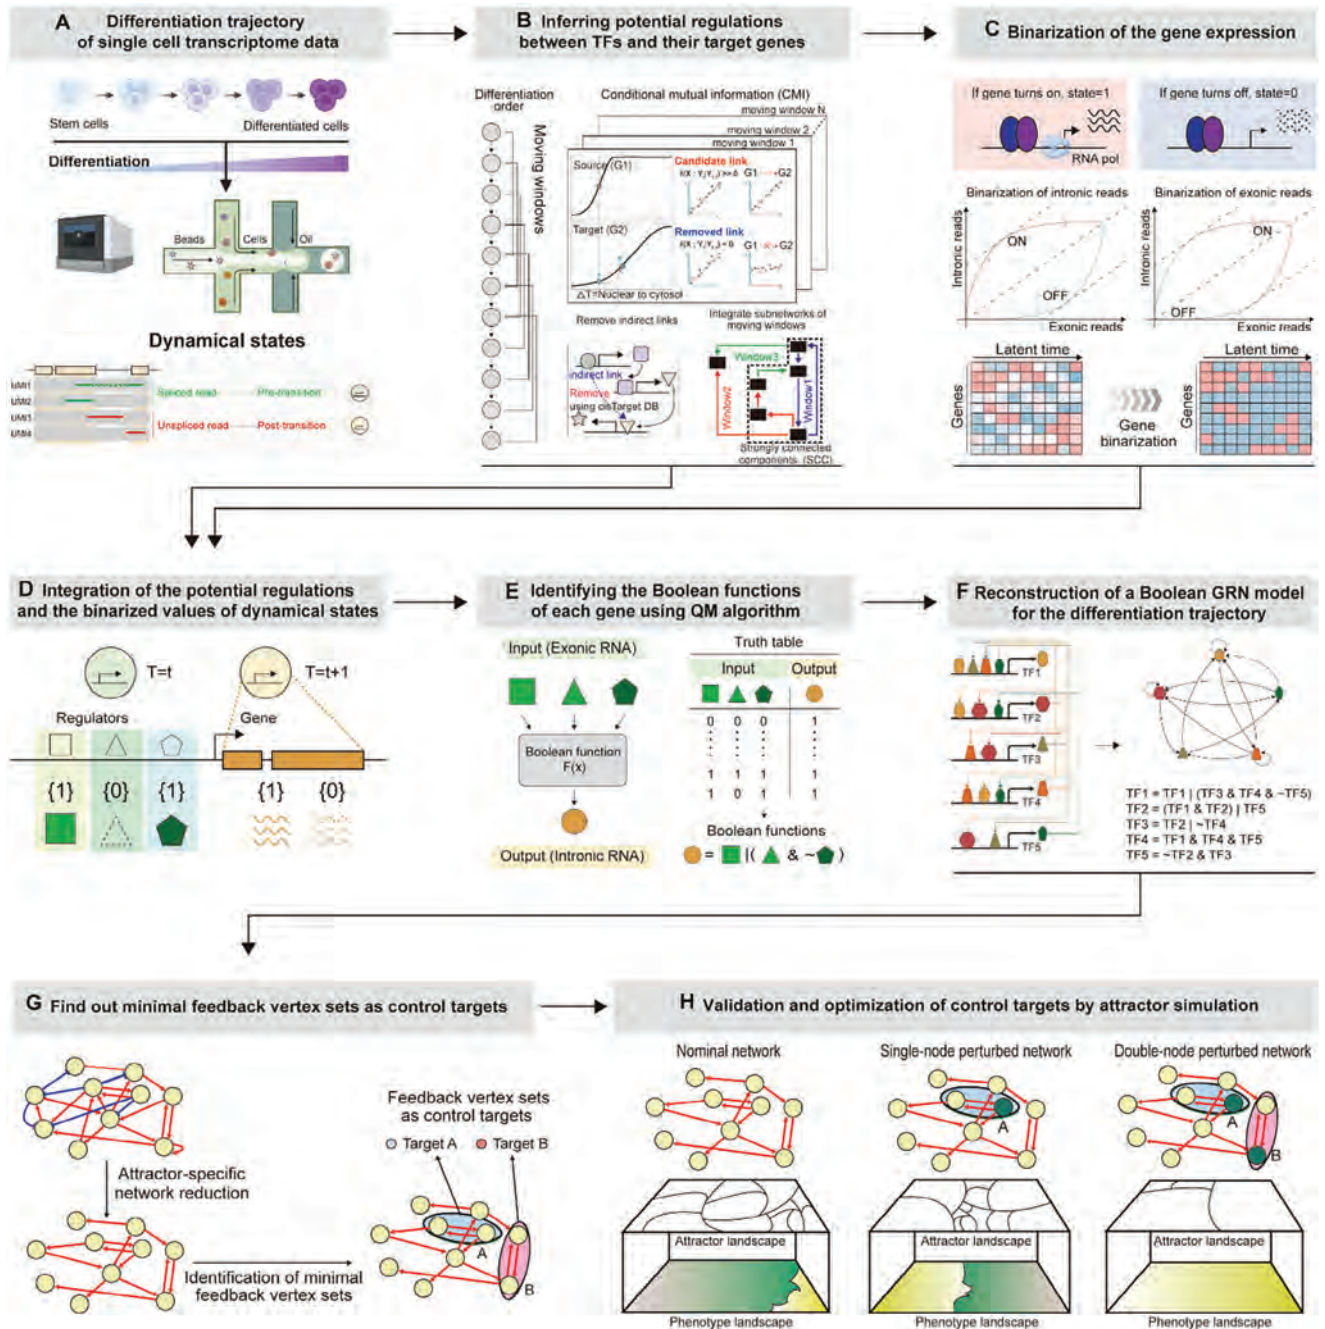 A Differentiation trajectory
of single cell transcriptome data
Stem cells
Differentiated cells
Differentiation
Beads
Cells
Oil
Dynamical states
UMI1
UMI2
UMI3
UMI4
Spliced read
Pre-transition
Unspliced read
Post-transition
B Inferring potential regulations
between TFs and their target genes
Differentiation
order
Moving windows
Conditional mutual information (CMI)
moving window N
moving window 2
moving window 1
Source (G1)
Candidate link
G1 G2
Target (G2)
Removed link
G1 X G2
ΔT=Nuclear to cytosol
Remove indirect links
indirect link
Remove
using cisTarget DB
Integrate subnetworks of
moving windows
Window3
Window2
Window1
Strongly connected
components (SCC)
C Binarization of the gene expression
If gene turns on, state=1
RNA pol
If gene turns off, state=0
Binarization of intronic reads
Intronic reads
ON
OFF
Exonic reads
Binarization of exonic reads
Intronic reads
ON
OFF
Exonic reads
Latent time
Genes
Gene
binarization
Latent time
Genes
D Integration of the potential regulations
and the binarized values of dynamical states
T=t
T=t+1
Regulators
Gene
{1} {0} {1} {1} {0}
E Identifying the Boolean functions
of each gene using QM algorithm
Input (Exonic RNA)
Boolean function
F(x)
Output (Intronic RNA)
Truth table
Input Output
0 0 0 1
1 1 1 1
1 0 1 0
Boolean functions
= |( & ~ )
F Reconstruction of a Boolean GRN model
for the differentiation trajectory
TF1
TF2
TF3
TF4
TF5
TF1 = TF1 | (TF3 & TF4 & ~TF5)
TF2 = (TF1 & TF2) | TF5
TF3 = TF2 | ~TF4
TF4 = TF1 & TF4 & TF5
TF5 = ~TF2 & TF3
G Find out minimal feedback vertex sets as control targets
Attractor-specific
network reduction
Identification of minimal
feedback vertex sets
Feedback vertex sets
as control targets
Target A Target B
A
B
H Validation and optimization of control targets by attractor simulation
Nominal network
Attractor landscape
Phenotype landscape
Single-node perturbed network
A
Attractor landscape
Phenotype landscape
Double-node perturbed network
A
B
Attractor landscape
Phenotype landscape